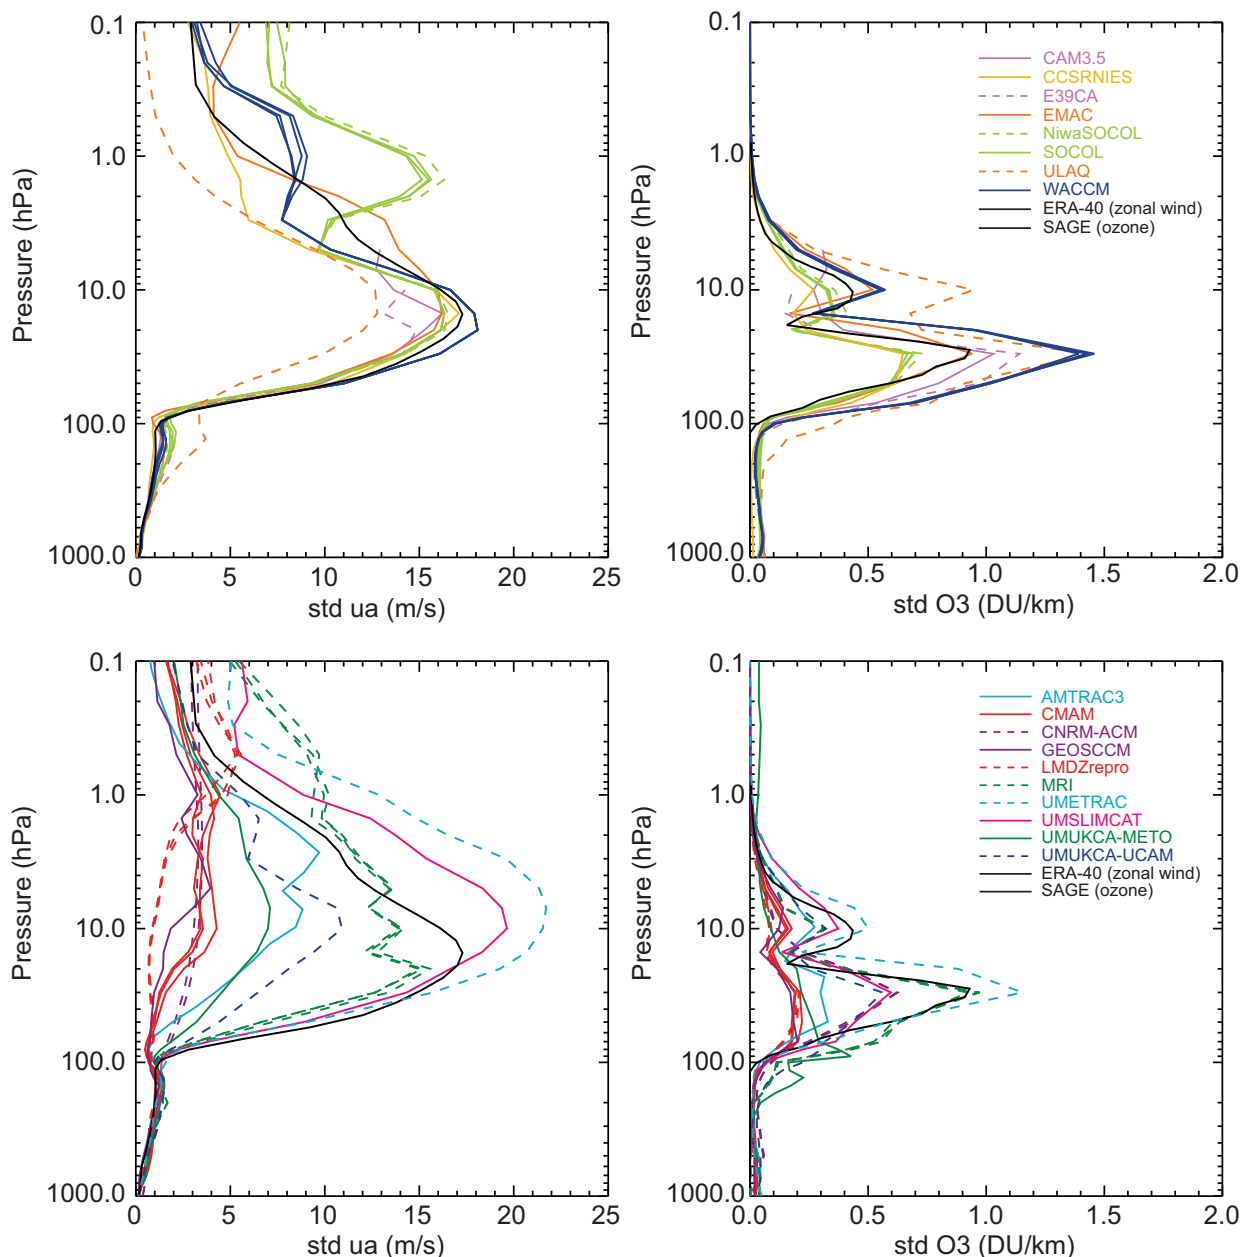 0.1
1.0
10.0
100.0
1000.0
Pressure (hPa)
0 5 10 15 20 25
std ua (m/s)
0.1
1.0
10.0
100.0
1000.0
Pressure (hPa)
CAM3.5
CCSRNIES
E39CA
EMAC
NiwaSOCOL
SOCOL
ULAQ
WACCM
ERA-40 (zonal wind)
SAGE (ozone)
0.0 0.5 1.0 1.5 2.0
std O3 (DU/km)
0.1
1.0
10.0
100.0
1000.0
Pressure (hPa)
0 5 10 15 20 25
std ua (m/s)
0.1
1.0
10.0
100.0
1000.0
Pressure (hPa)
AMTRAC3
CMAM
CNRM-ACM
GEOSCCM
LMDZrepro
MRI
UMETRAC
UMSLIMCAT
UMUKCA-METO
UMUKCA-UCAM
ERA-40 (zonal wind)
SAGE (ozone)
0.0 0.5 1.0 1.5 2.0
std O3 (DU/km)